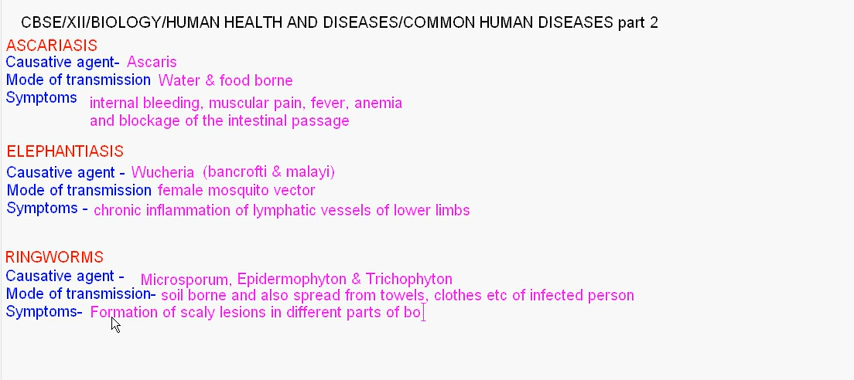 CBSE/XII/BIOLOGY/HUMAN HEALTH AND DISEASES/COMMON HUMAN DISEASES part 2
ASCARIASIS
Causative agent- Ascaris
Mode of transmission Water & food borne
Symptoms internal bleeding, muscular pain, fever, anemia
and blockage of the intestinal passage
ELEPHANTIASIS
Causative agent - Wucheria (bancrofti & malayi)
Mode of transmission female mosquito vector
Symptoms - chronic inflammation of lymphatic vessels of lower limbs
RINGWORMS
Causative agent - Microsporum, Epidermophyton & Trichophyton
Mode of transmission- soil borne and also spread from towels, clothes etc of infected person
Symptoms- Formation of scaly lesions in different parts of bo